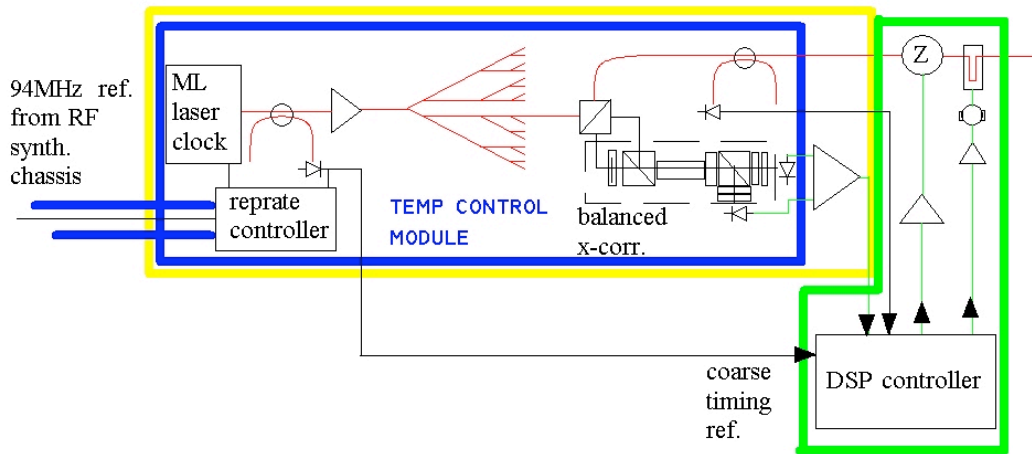 94MHz ref.
from RF
synth.
chassis
ML
laser
clock
reprate
controller
TEMP CONTROL
MODULE
balanced
x-corr.
Z
coarse
timing
ref.
DSP controller